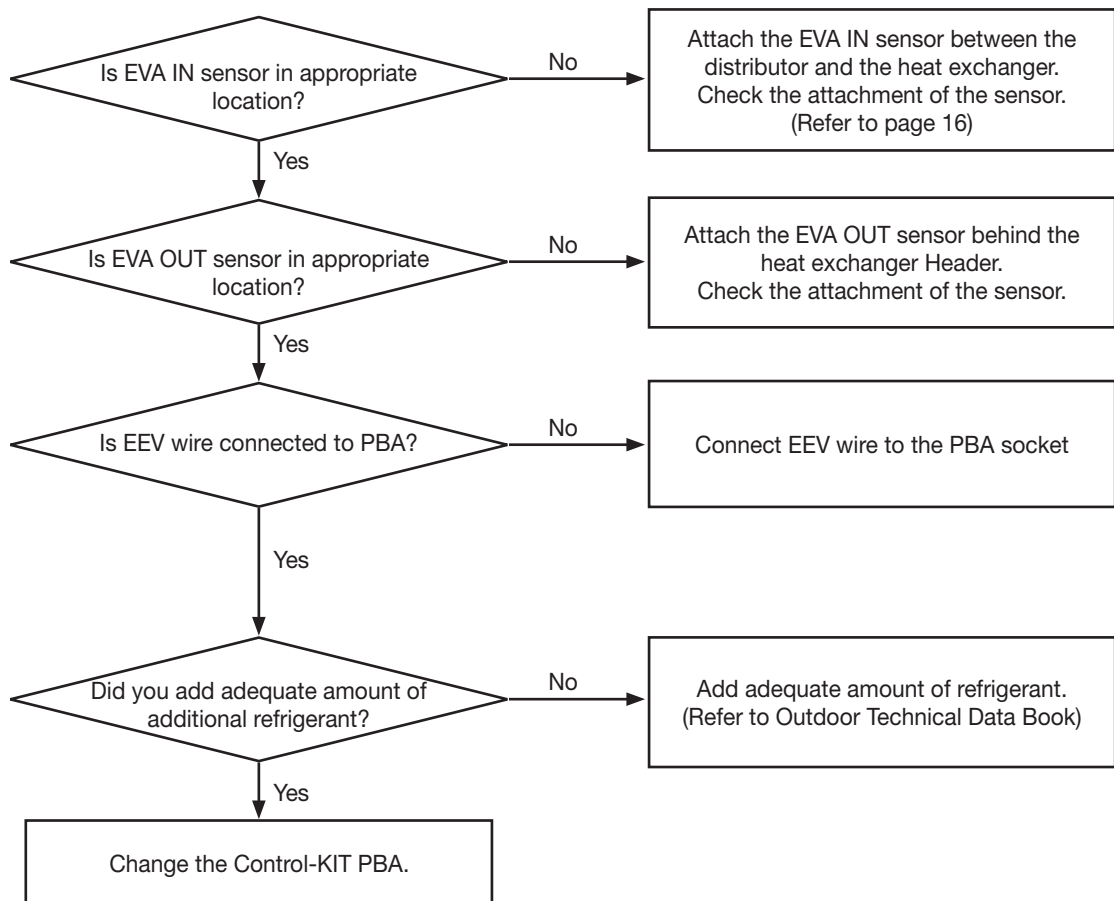 Is EVA IN sensor in appropriate
location?
No
Attach the EVA IN sensor between the
distributor and the heat exchanger.
Check the attachment of the sensor.
(Refer to page 16)
Yes
Is EVA OUT sensor in appropriate
location?
No
Attach the EVA OUT sensor behind the
heat exchanger Header.
Check the attachment of the sensor.
Yes
Is EEV wire connected to PBA?
No
Connect EEV wire to the PBA socket
Yes
Did you add adequate amount of
additional refrigerant?
No
Add adequate amount of refrigerant.
(Refer to Outdoor Technical Data Book)
Yes
Change the Control-KIT PBA.